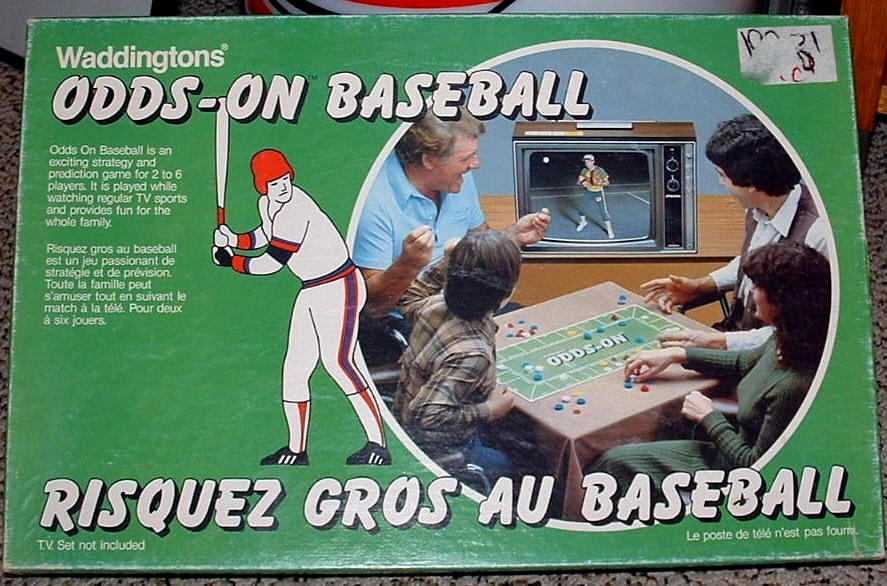 Waddingtons®
ODDS-ON™ BASEBALL
Odds On Baseball is an
exciting strategy and
prediction game for 2 to 6
players. It is played while
watching regular TV sports
and provides fun for the
whole family.
Risquez gros au baseball
est un jeu passionant de
stratégie et de prévision.
Toute la famille peut
s'amuser tout en suivant le
match à la télé. Pour deux
à six jouers.
ODDS-ON
RISQUEZ GROS AU BASEBALL
T.V. Set not included
Le poste de télé n'est pas fourni.